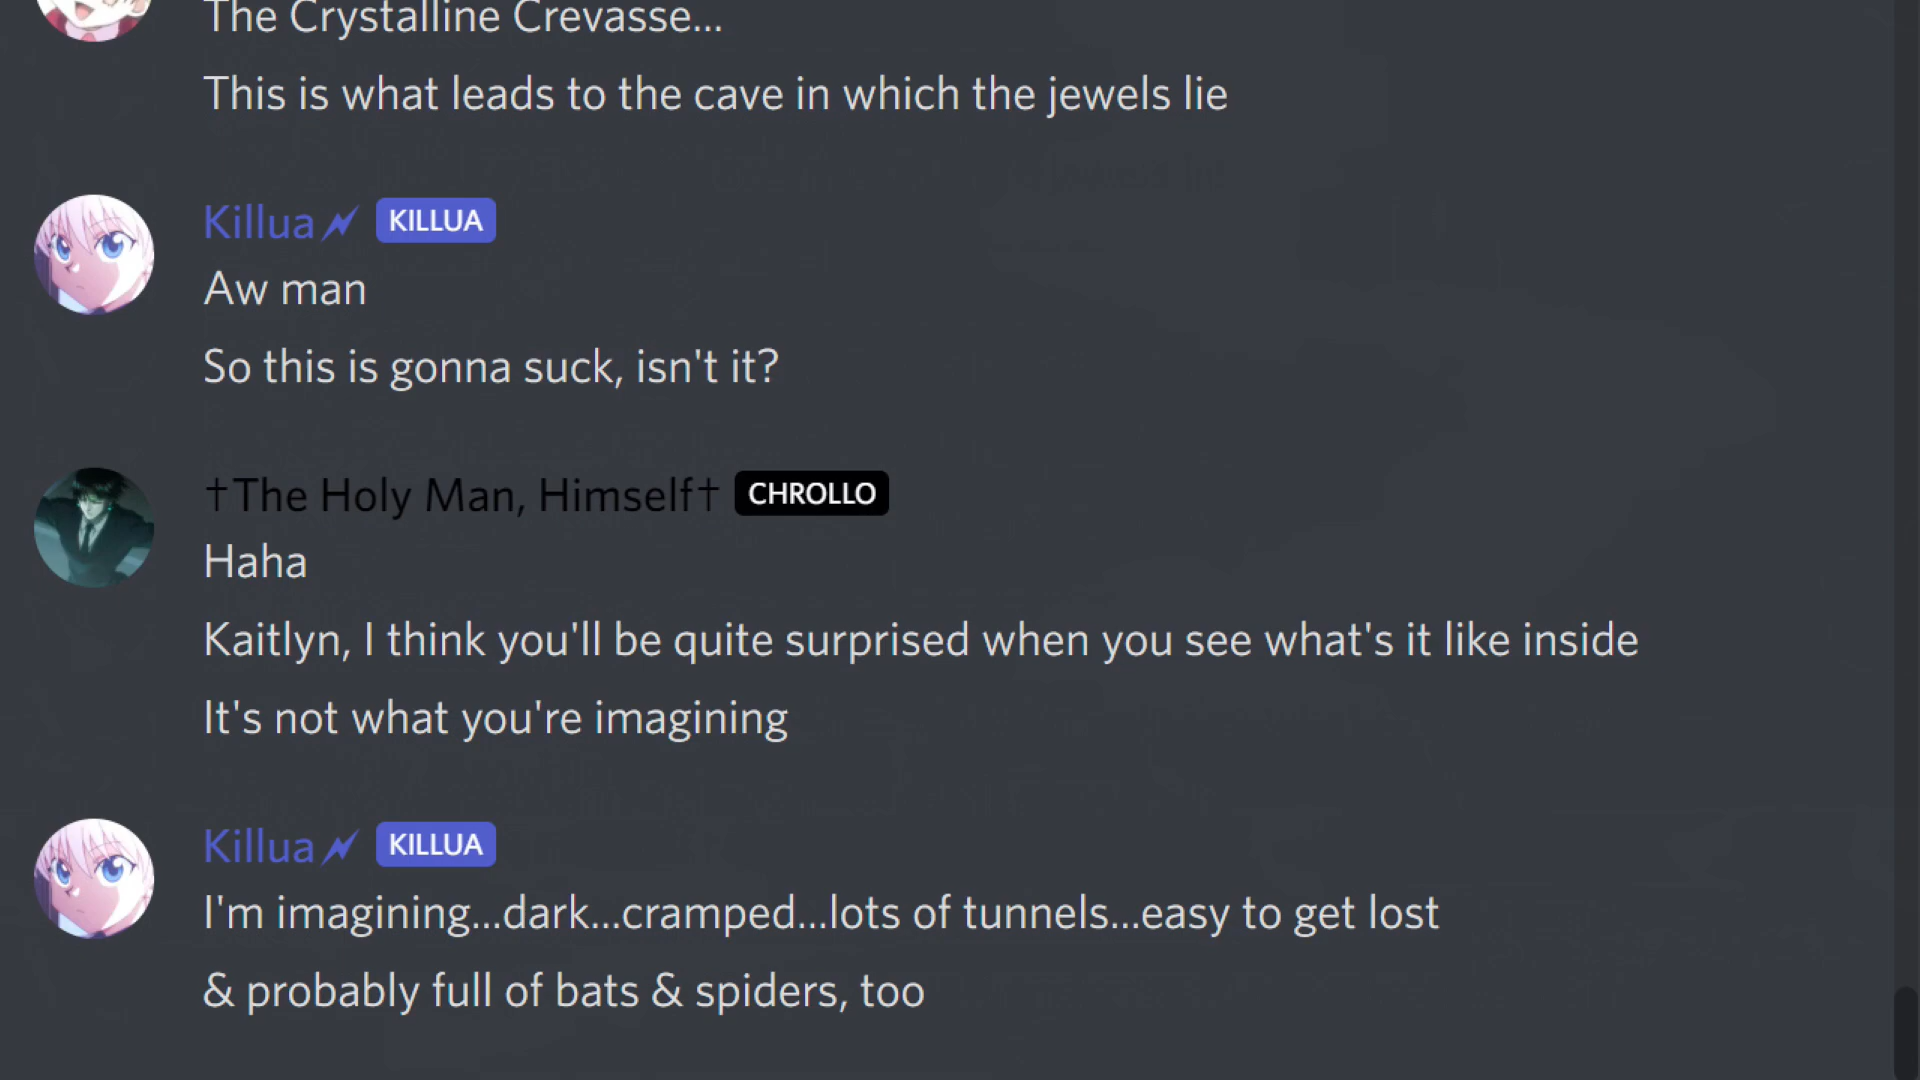 The Crystalline Crevasse...
This is what leads to the cave in which the jewels lie
Killua KILLUA
Aw man
So this is gonna suck, isn't it?
†The Holy Man, Himself† CHROLLO
Haha
Kaitlyn, I think you'll be quite surprised when you see what's it like inside
It's not what you're imagining
Killua KILLUA
I'm imagining...dark...cramped...lots of tunnels...easy to get lost
& probably full of bats & spiders, too